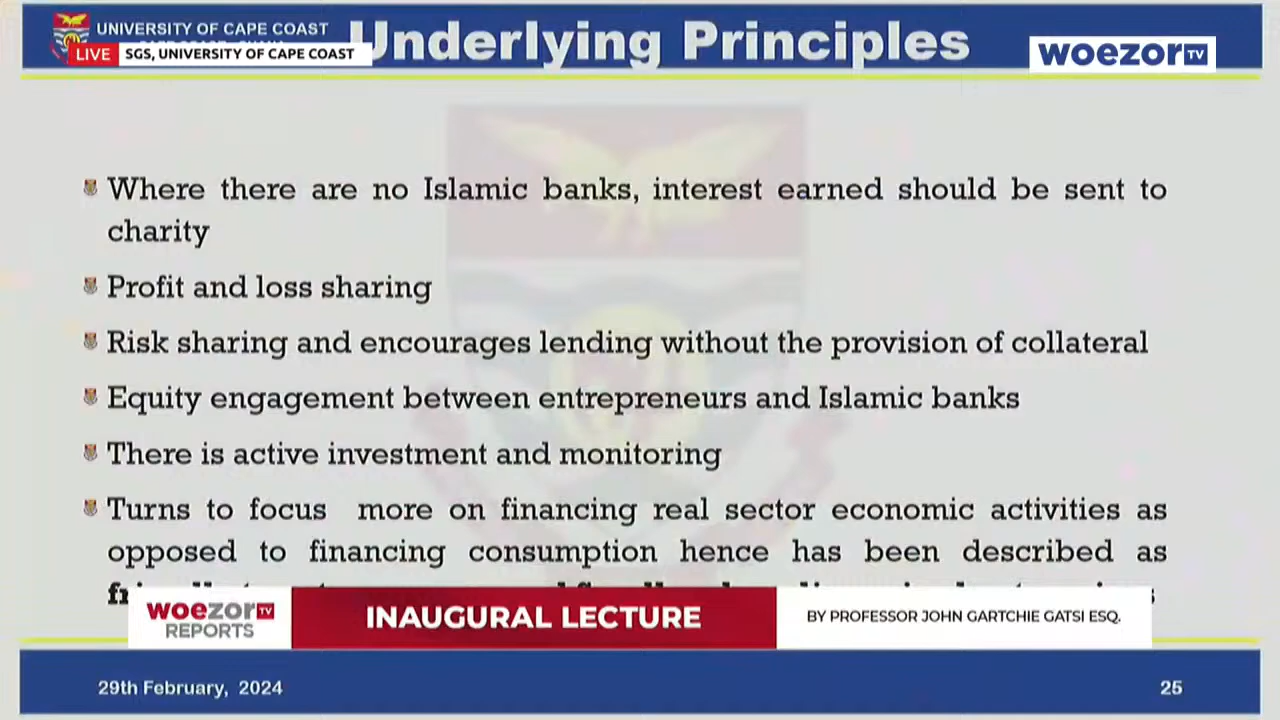 UNIVERSITY OF CAPE COAST
Underlying Principles
LIVE SGS, UNIVERSITY OF CAPE COAST
woezor TV
Where there are no Islamic banks, interest earned should be sent to
charity
Profit and loss sharing
Risk sharing and encourages lending without the provision of collateral
Equity engagement between entrepreneurs and Islamic banks
There is active investment and monitoring
Turns to focus more on financing real sector economic activities as
opposed to financing consumption hence has been described as
woezor TV
REPORTS
INAUGURAL LECTURE
BY PROFESSOR JOHN GARTCHIE GATSI ESQ.
29th February, 2024
25